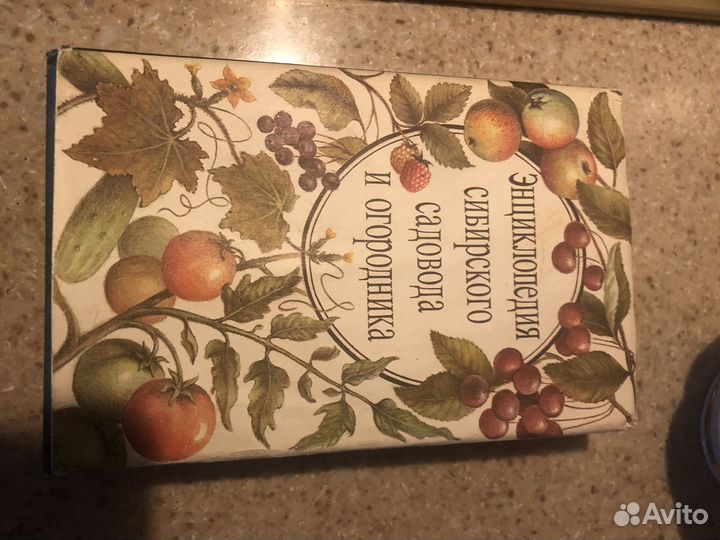 Энциклопедия
сибирского
садовода
и огородника
Avito